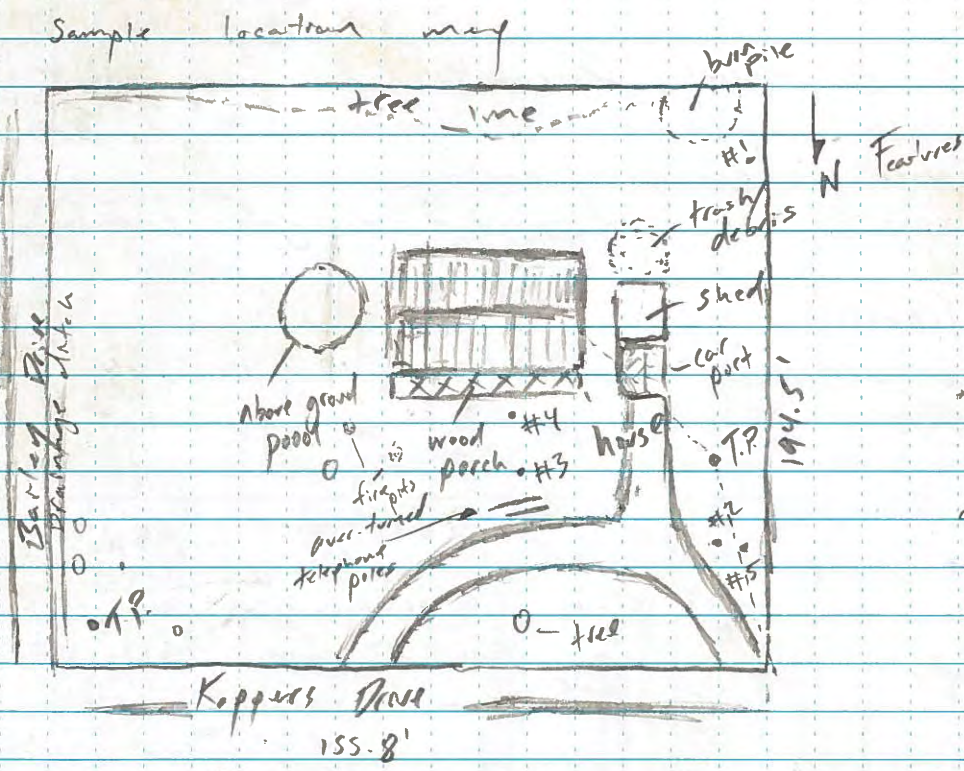 Sample location map
burn pile
tree line
#1
N
Features
trash debris
shed
car port
194.5'
Above ground poool
wood porch
#4
#3
house
T.P.
fire pits
over-turned telephone poles
#2
#5
Drainage ditch
Drive
T.P.
tree
Koppers Drive
155.8'